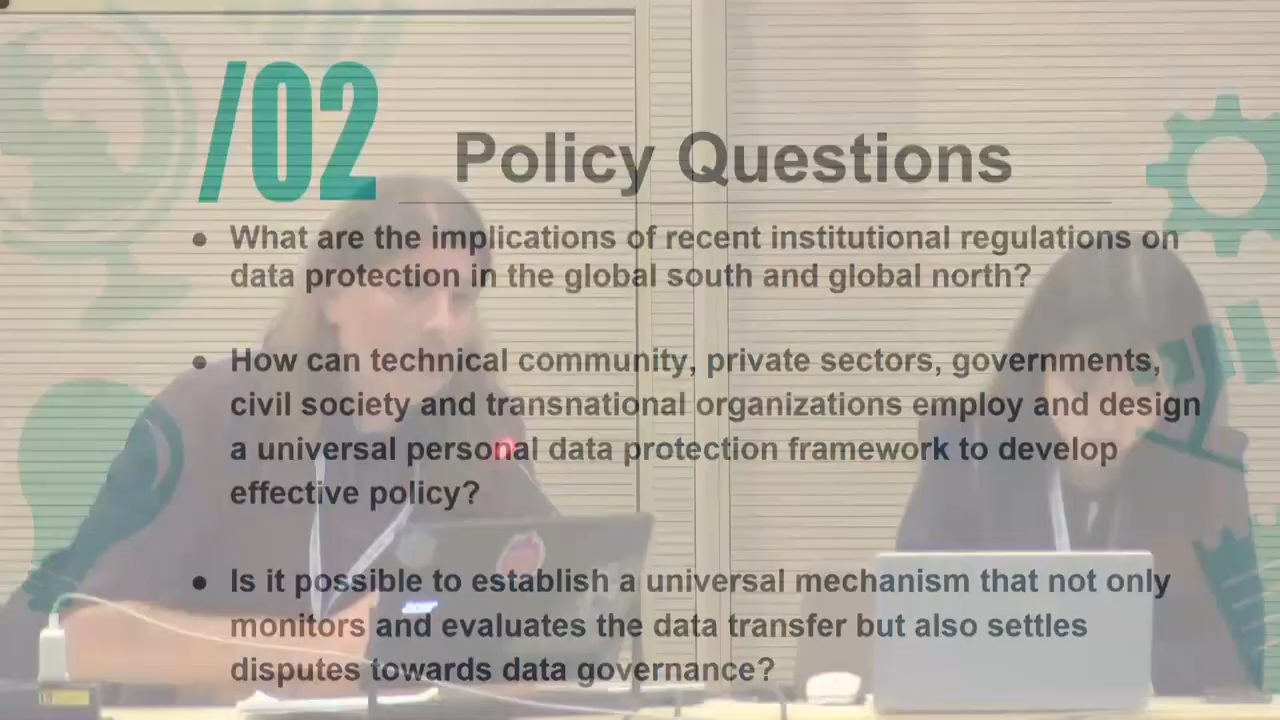 /02
Policy Questions
● What are the implications of recent institutional regulations on
data protection in the global south and global north?
● How can technical community, private sectors, governments,
civil society and transnational organizations employ and design
a universal personal data protection framework to develop
effective policy?
● Is it possible to establish a universal mechanism that not only
monitors and evaluates the data transfer but also settles
disputes towards data governance?
acer